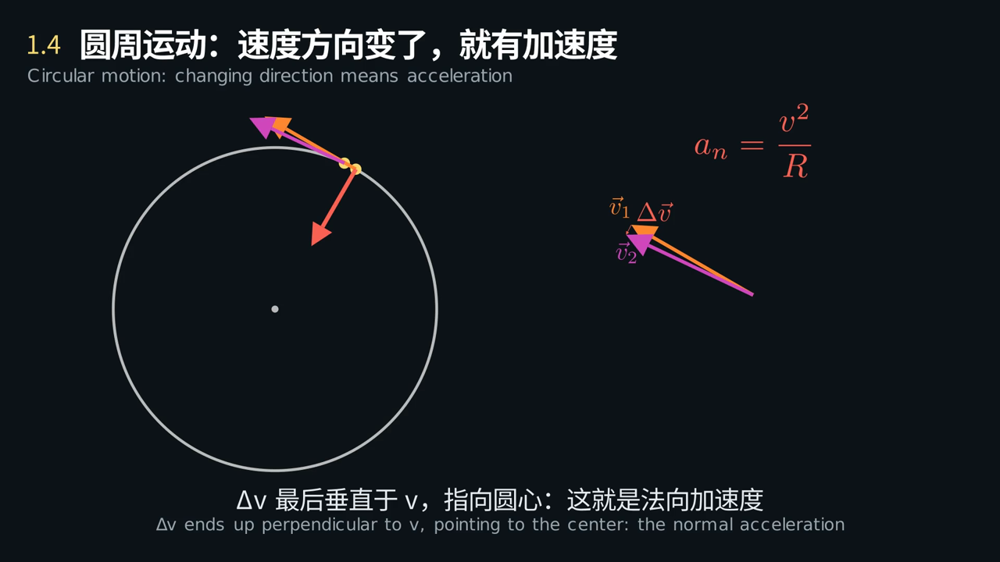 1.4 圆周运动：速度方向变了，就有加速度
Circular motion: changing direction means acceleration
aₙ = v²/R
v⃗₁ Δv⃗
v⃗₂
Δv 最后垂直于 v，指向圆心：这就是法向加速度
Δv ends up perpendicular to v, pointing to the center: the normal acceleration